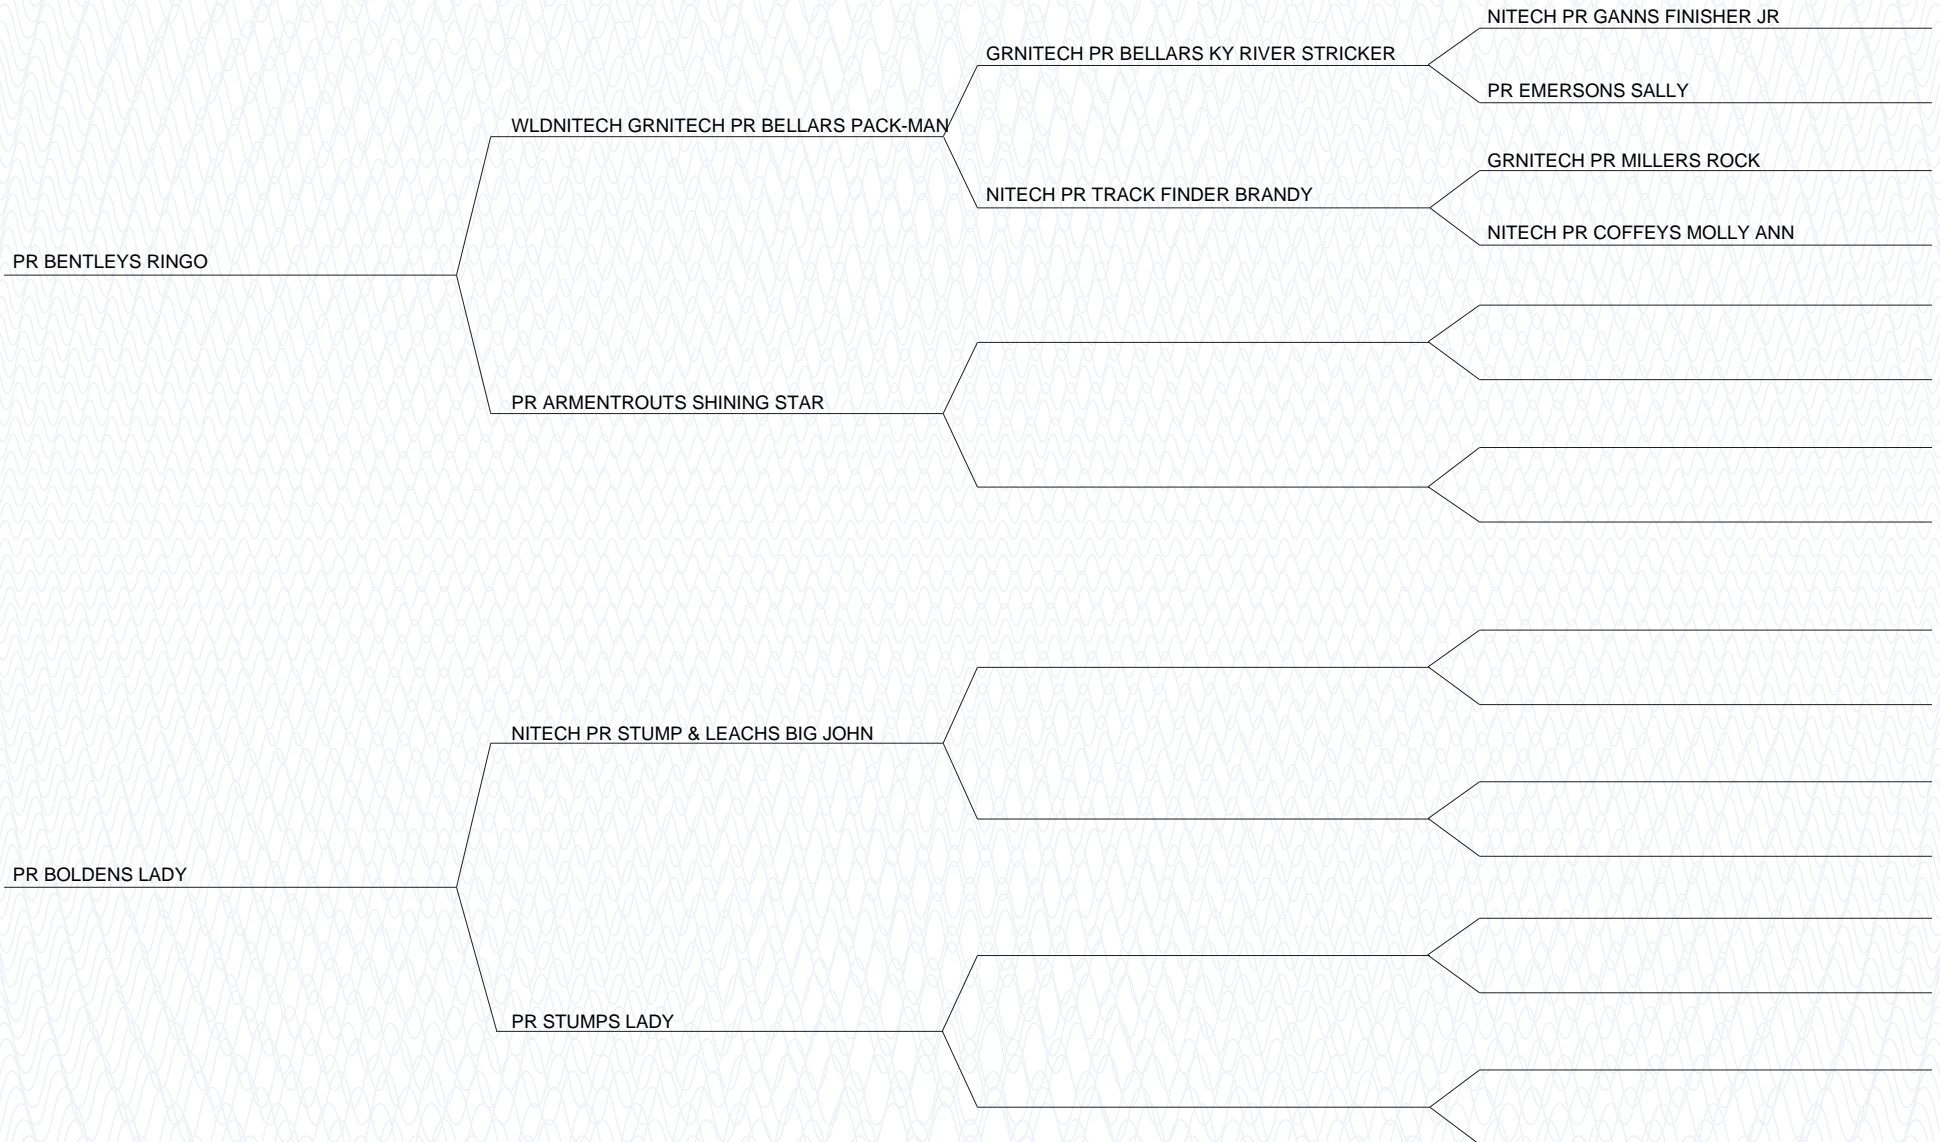 NITECH PR GANNS FINISHER JR
GRNITECH PR BELLARS KY RIVER STRICKER
PR EMERSONS SALLY
WLDNITECH GRNITECH PR BELLARS PACK-MAN
GRNITECH PR MILLERS ROCK
NITECH PR TRACK FINDER BRANDY
NITECH PR COFFEYS MOLLY ANN
PR BENTLEYS RINGO
PR ARMENTROUTS SHINING STAR
NITECH PR STUMP & LEACHS BIG JOHN
PR BOLDENS LADY
PR STUMPS LADY